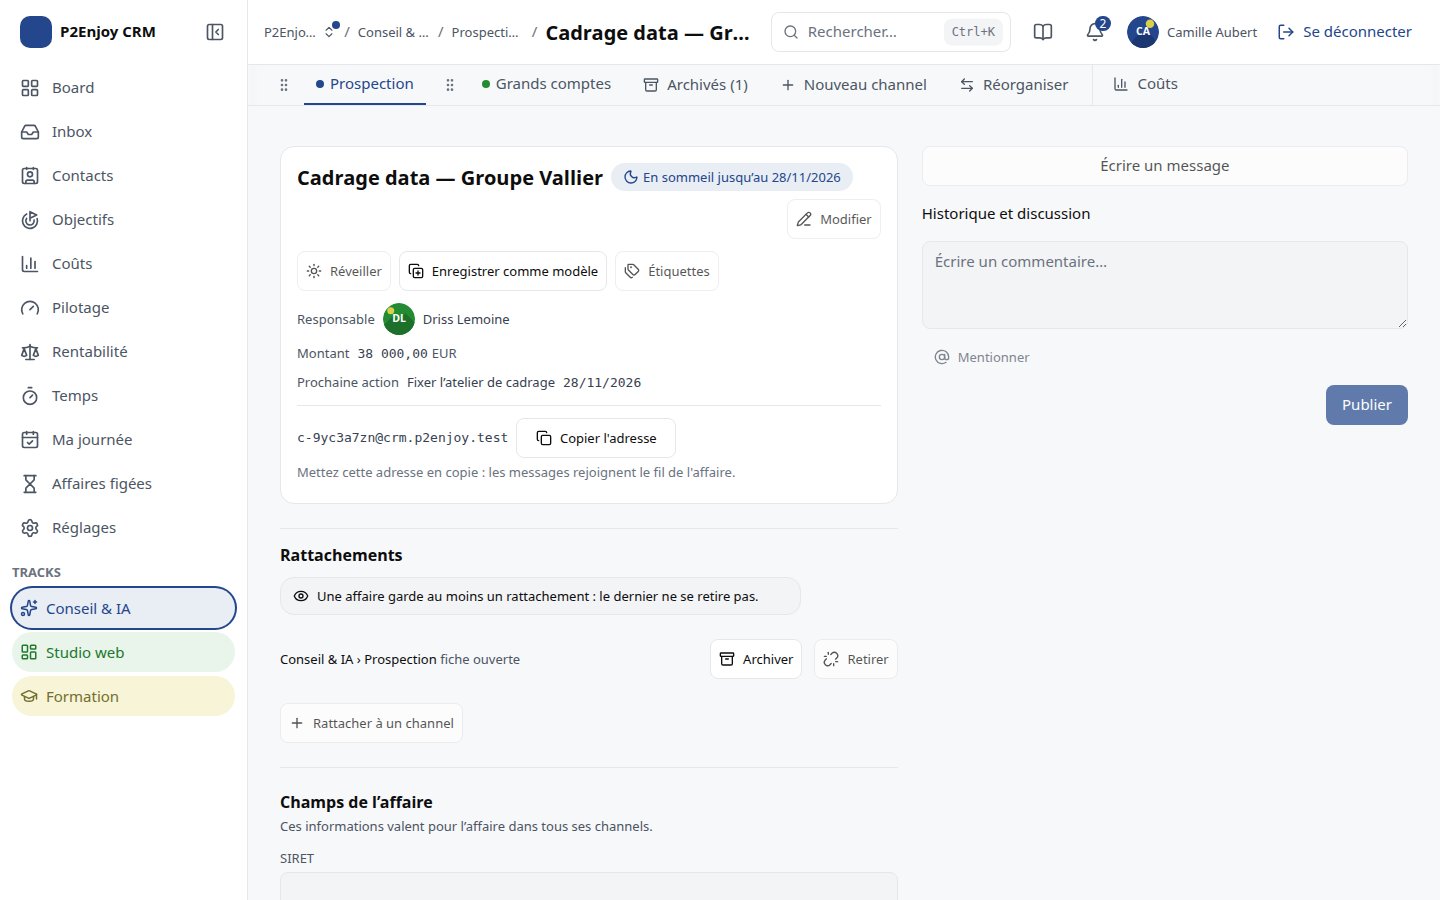 P2Enjoy CRM
Board
Inbox
Contacts
Objectifs
Coûts
Pilotage
Rentabilité
Temps
Ma journée
Affaires figées
Réglages
TRACKS
Conseil & IA
Studio web
Formation
P2Enjo... / Conseil & ... / Prospecti... / Cadrage data — Gr...
Rechercher... Ctrl+K
2
CA Camille Aubert
Se déconnecter
Prospection
Grands comptes
Archivés (1)
Nouveau channel
Réorganiser
Coûts
Cadrage data — Groupe Vallier
En sommeil jusqu’au 28/11/2026
Modifier
Réveiller
Enregistrer comme modèle
Étiquettes
Responsable DL Driss Lemoine
Montant 38 000,00 EUR
Prochaine action Fixer l’atelier de cadrage 28/11/2026
c-9yc3a7zn@crm.p2enjoy.test Copier l'adresse
Mettez cette adresse en copie : les messages rejoignent le fil de l'affaire.
Rattachements
Une affaire garde au moins un rattachement : le dernier ne se retire pas.
Conseil & IA › Prospection fiche ouverte
Archiver
Retirer
Rattacher à un channel
Champs de l’affaire
Ces informations valent pour l’affaire dans tous ses channels.
SIRET
Écrire un message
Historique et discussion
Écrire un commentaire...
Mentionner
Publier